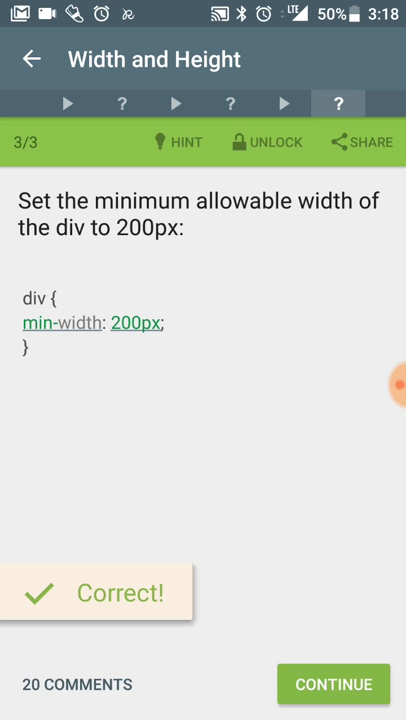 50% 3:18
LTE
Width and Height
? ? ?
3/3 HINT UNLOCK SHARE
Set the minimum allowable width of
the div to 200px:
div {
min-width: 200px;
}
Correct!
20 COMMENTS CONTINUE